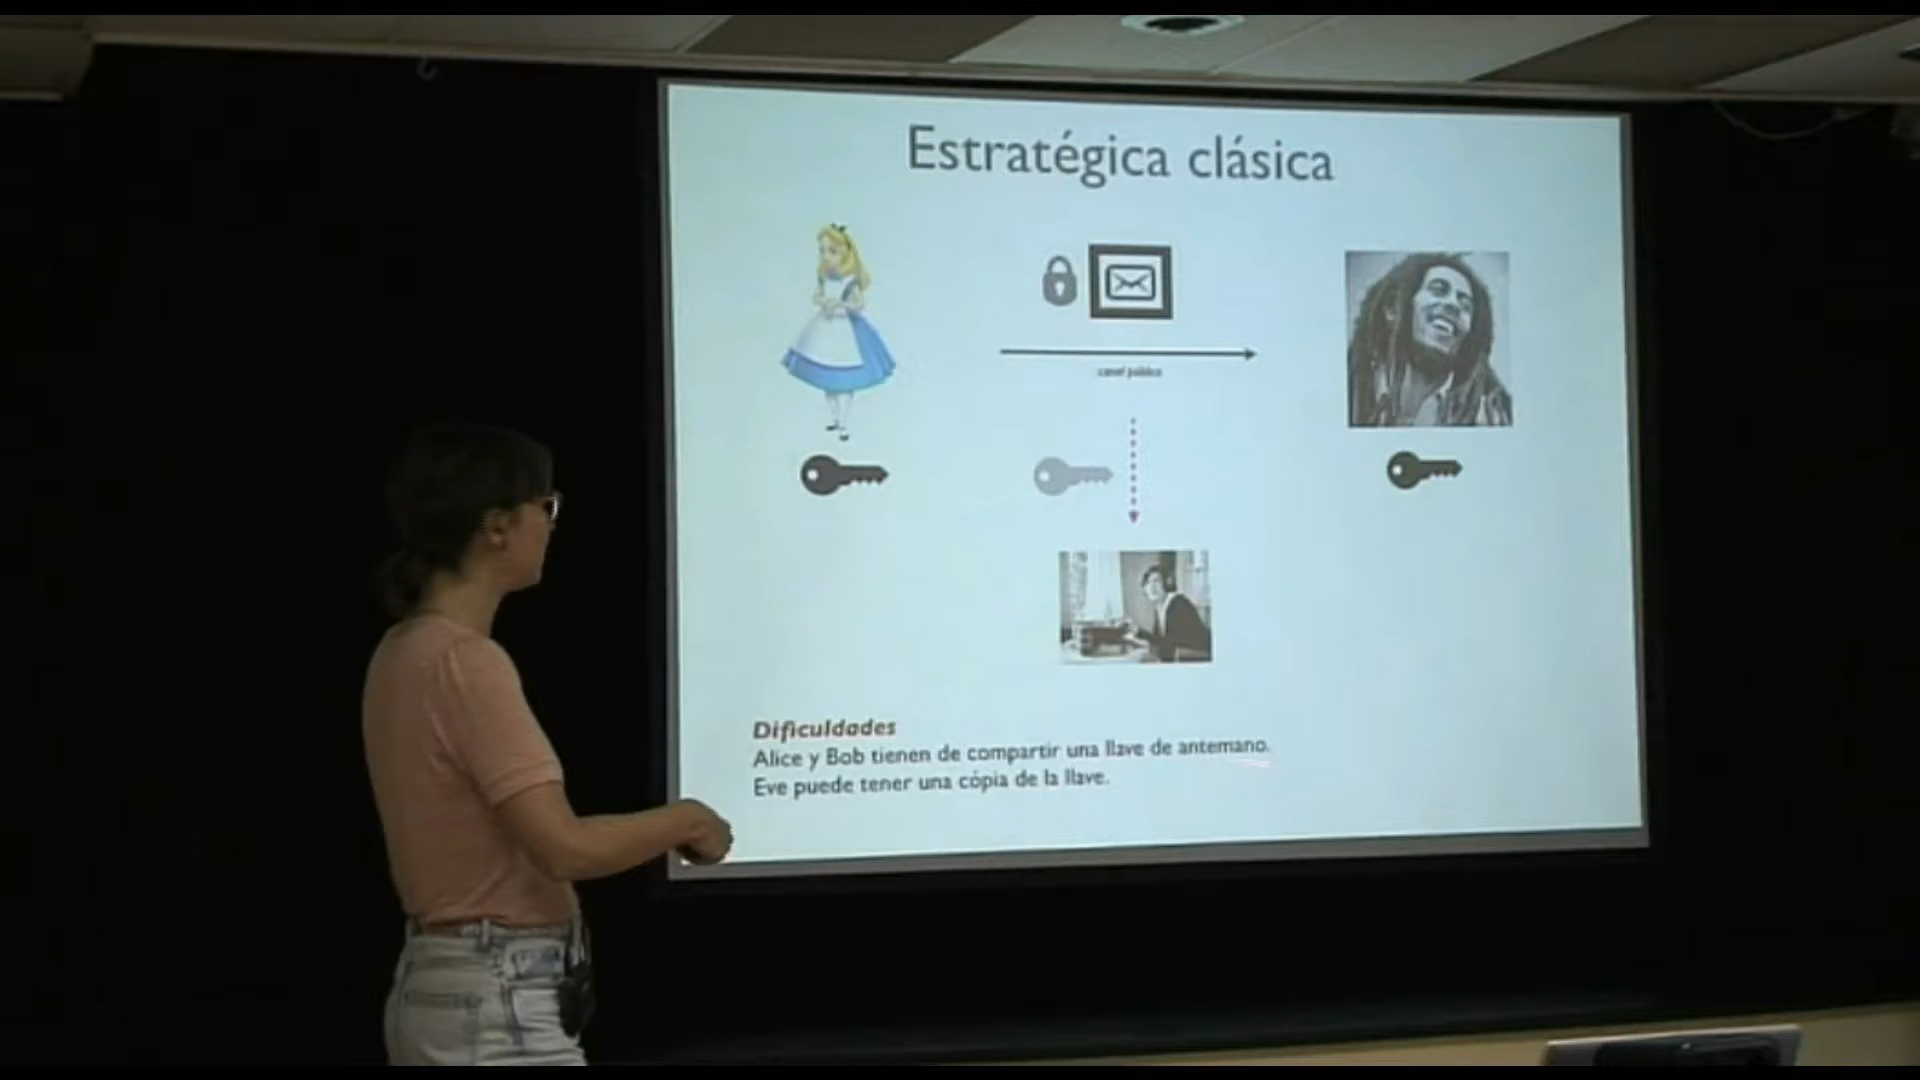 Estratégica clásica
canal público
Dificuldades
Alice y Bob tienen de compartir una llave de antemano.
Eve puede tener una cópia de la llave.